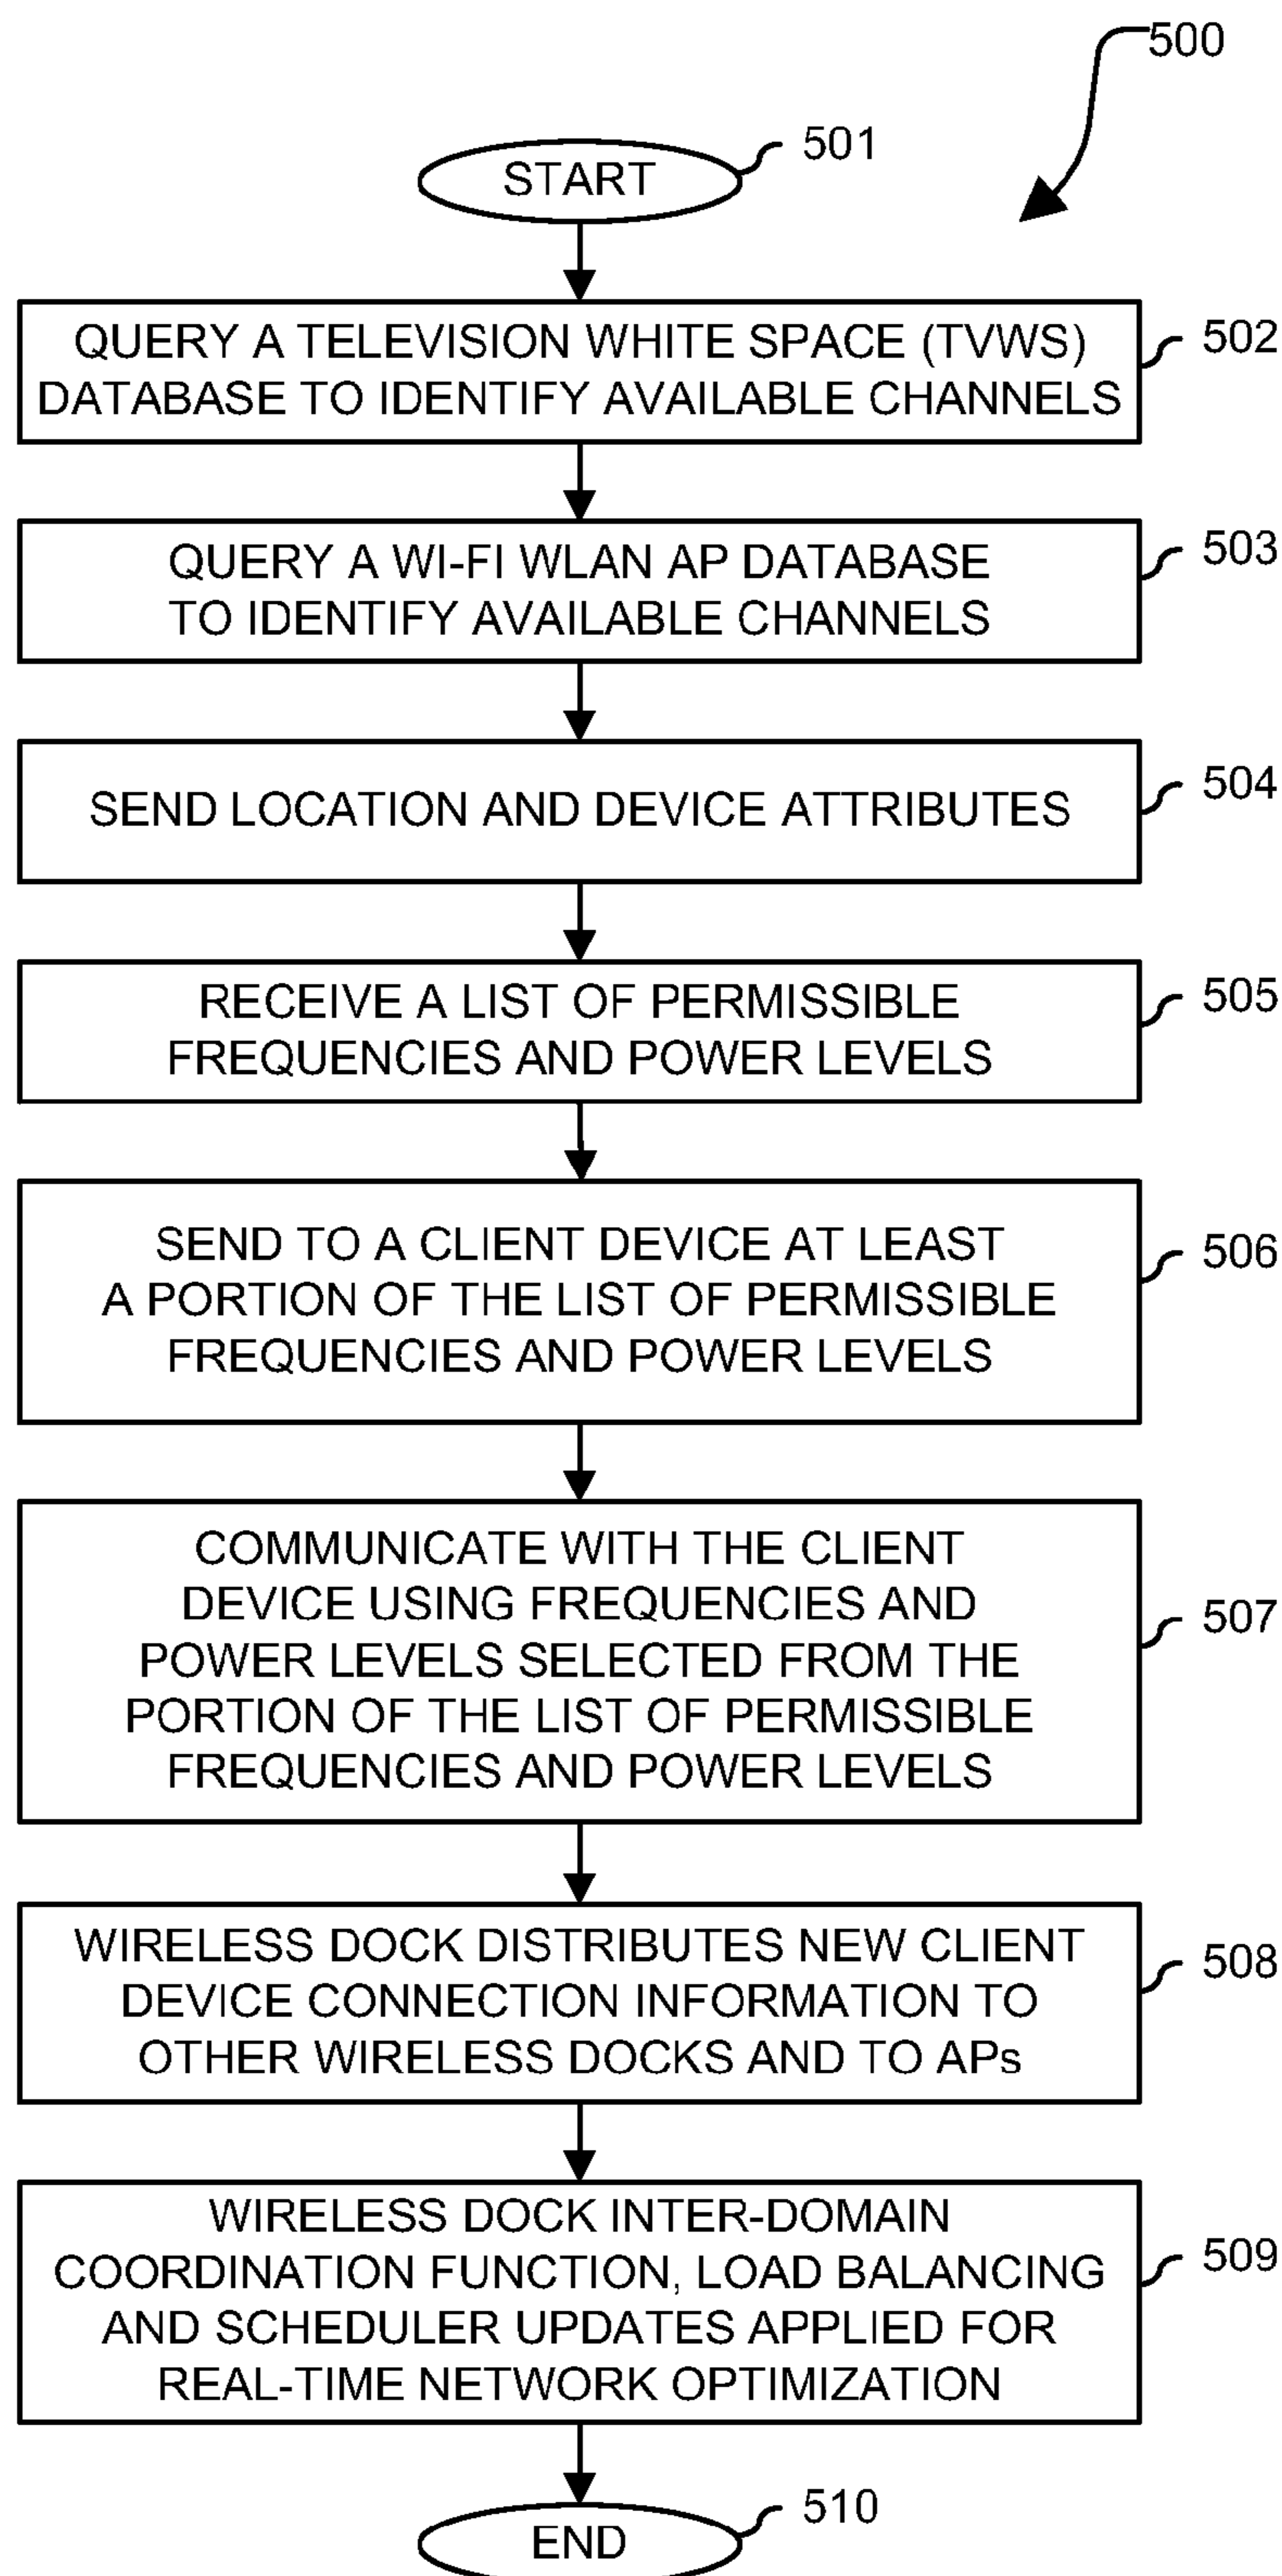 500
START
501
QUERY A TELEVISION WHITE SPACE (TVWS)
DATABASE TO IDENTIFY AVAILABLE CHANNELS
502
QUERY A WI-FI WLAN AP DATABASE
TO IDENTIFY AVAILABLE CHANNELS
503
SEND LOCATION AND DEVICE ATTRIBUTES
504
RECEIVE A LIST OF PERMISSIBLE
FREQUENCIES AND POWER LEVELS
505
SEND TO A CLIENT DEVICE AT LEAST
A PORTION OF THE LIST OF PERMISSIBLE
FREQUENCIES AND POWER LEVELS
506
COMMUNICATE WITH THE CLIENT
DEVICE USING FREQUENCIES AND
POWER LEVELS SELECTED FROM THE
PORTION OF THE LIST OF PERMISSIBLE
FREQUENCIES AND POWER LEVELS
507
WIRELESS DOCK DISTRIBUTES NEW CLIENT
DEVICE CONNECTION INFORMATION TO
OTHER WIRELESS DOCKS AND TO APs
508
WIRELESS DOCK INTER-DOMAIN
COORDINATION FUNCTION, LOAD BALANCING
AND SCHEDULER UPDATES APPLIED FOR
REAL-TIME NETWORK OPTIMIZATION
509
END
510